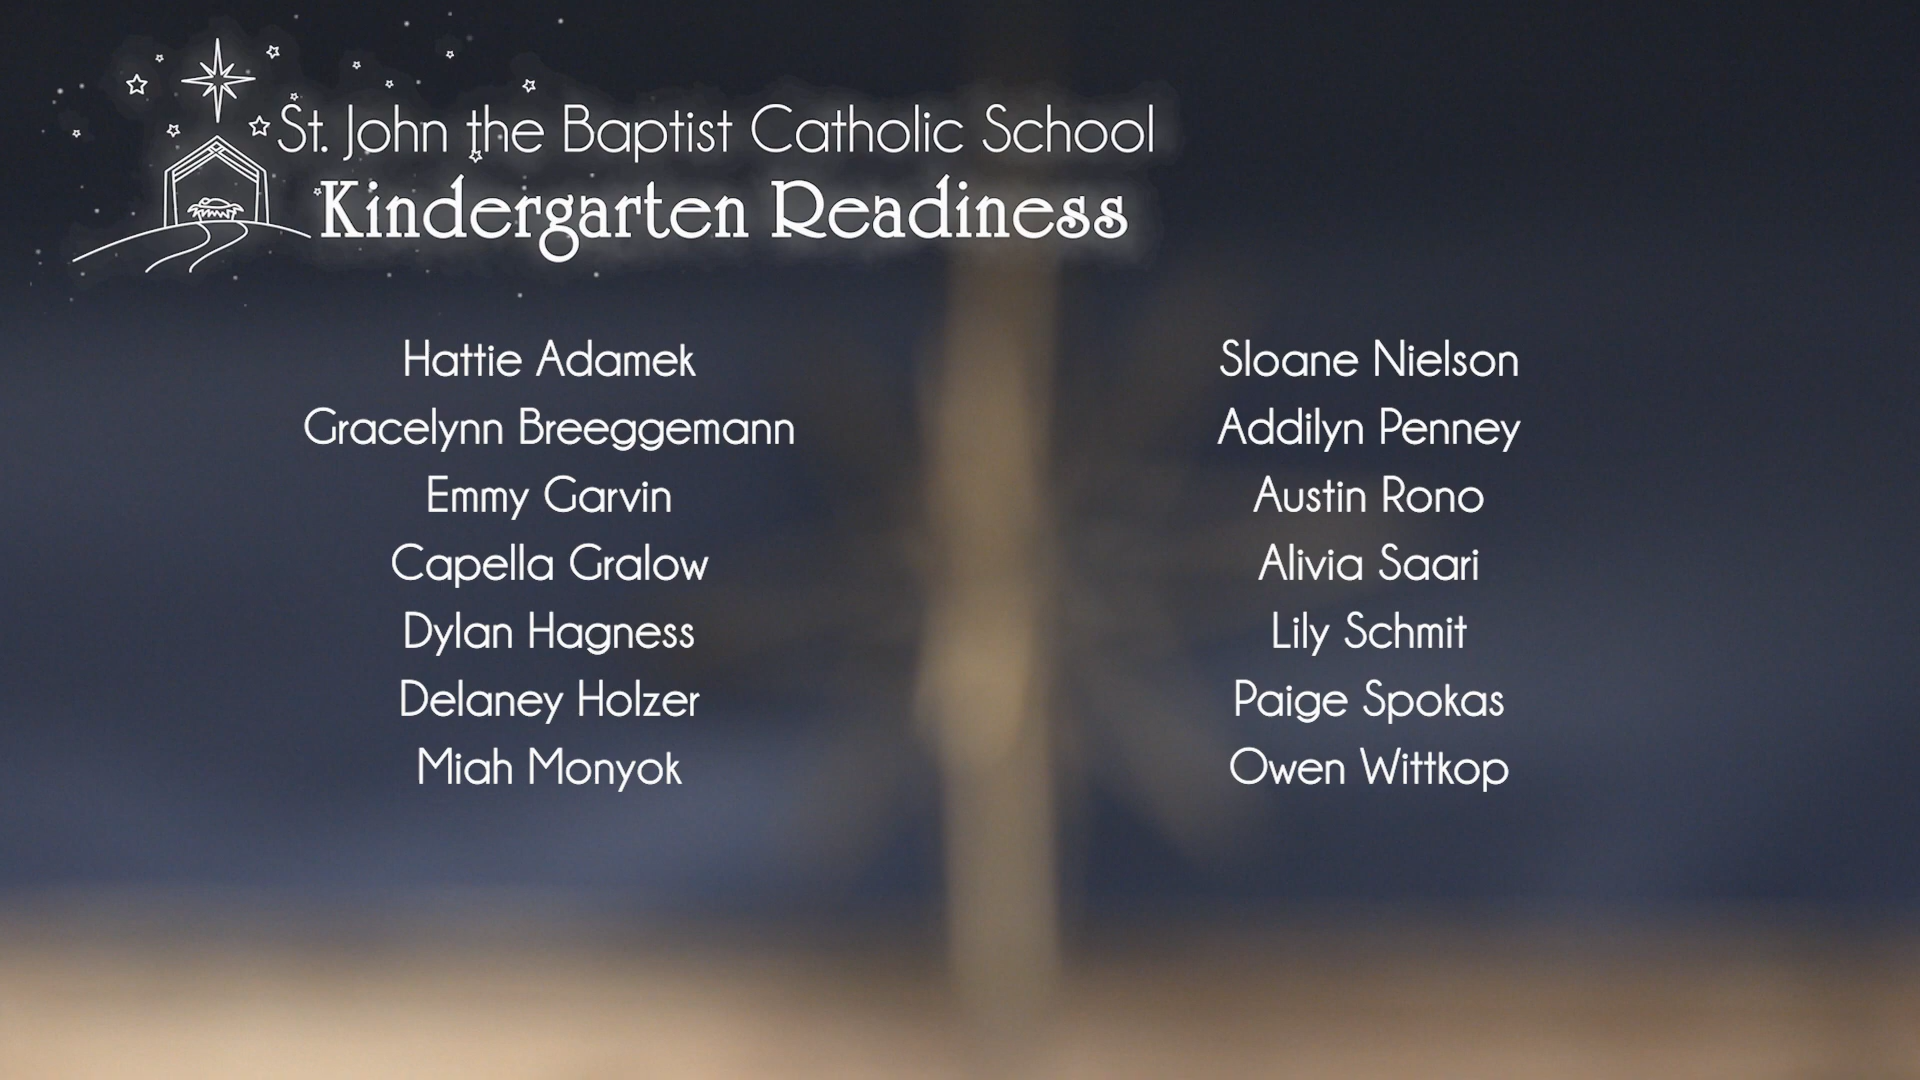 St. John the Baptist Catholic School
Kindergarten Readiness
Hattie Adamek
Gracelynn Breeggemann
Emmy Garvin
Capella Gralow
Dylan Hagness
Delaney Holzer
Miah Monyok
Sloane Nielson
Addilyn Penney
Austin Rono
Alivia Saari
Lily Schmit
Paige Spokas
Owen Wittkop